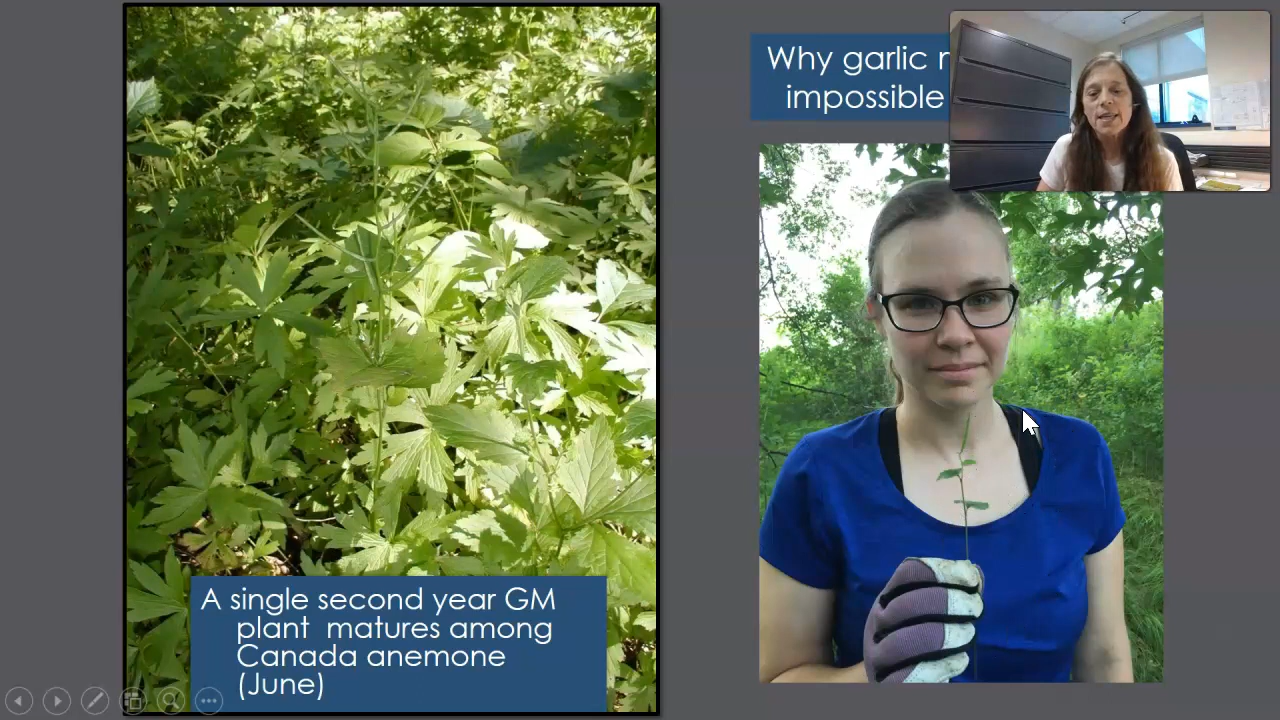 Why garlic
impossible
A single second year GM
plant matures among
Canada anemone
(June)